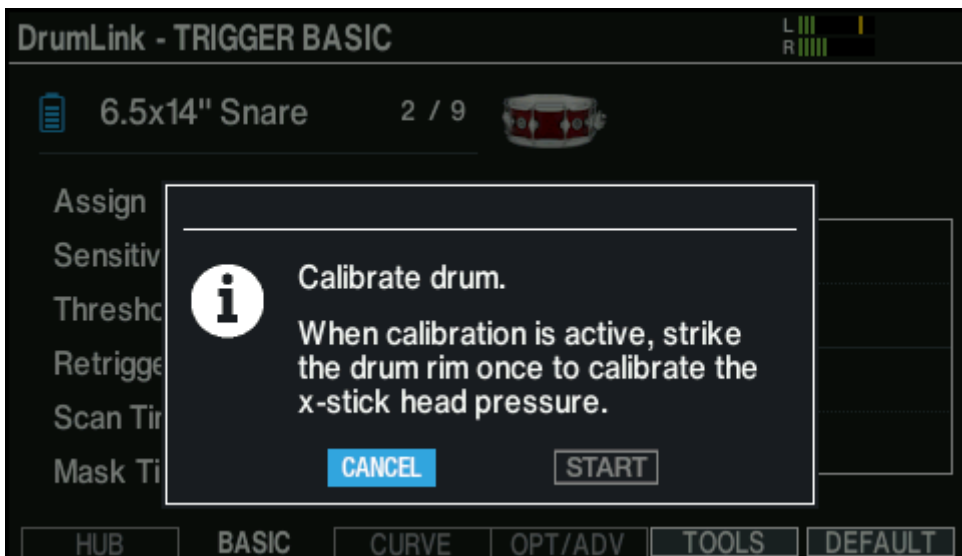 DrumLink - TRIGGER BASIC
L
R
6.5x14" Snare 2 / 9
Assign
Sensitiv
Thresho
Retrigge
Scan Tir
Mask Ti
i
Calibrate drum.
When calibration is active, strike
the drum rim once to calibrate the
x-stick head pressure.
CANCEL START
HUB BASIC CURVE OPT/ADV TOOLS DEFAULT